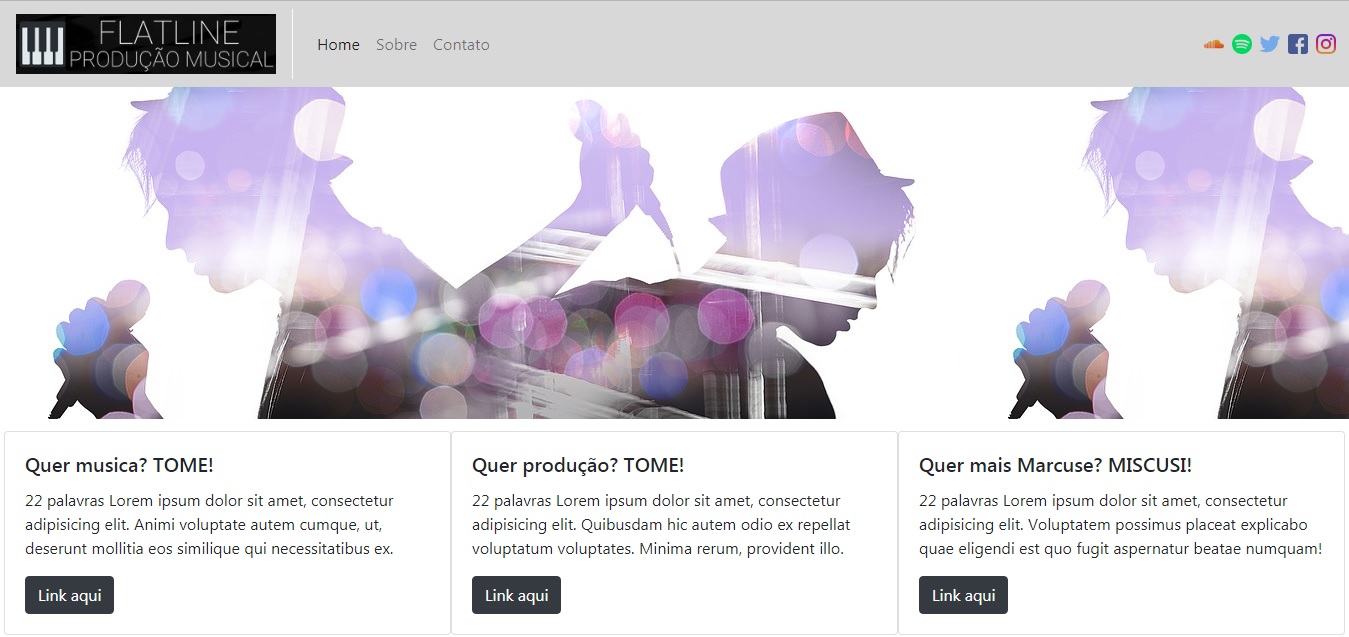 FLATLINE
PRODUÇÃO MUSICAL
Home Sobre Contato
Quer musica? TOME!
22 palavras Lorem ipsum dolor sit amet, consectetur
adipisicing elit. Animi voluptate autem cumque, ut,
deserunt mollitia eos similique qui necessitatibus ex.
Link aqui
Quer produção? TOME!
22 palavras Lorem ipsum dolor sit amet, consectetur
adipisicing elit. Quibusdam hic autem odio ex repellat
voluptatum voluptates. Minima rerum, provident illo.
Link aqui
Quer mais Marcuse? MISCUSI!
22 palavras Lorem ipsum dolor sit amet, consectetur
adipisicing elit. Voluptatem possimus placeat explicabo
quae eligendi est quo fugit aspernatur beatae numquam!
Link aqui